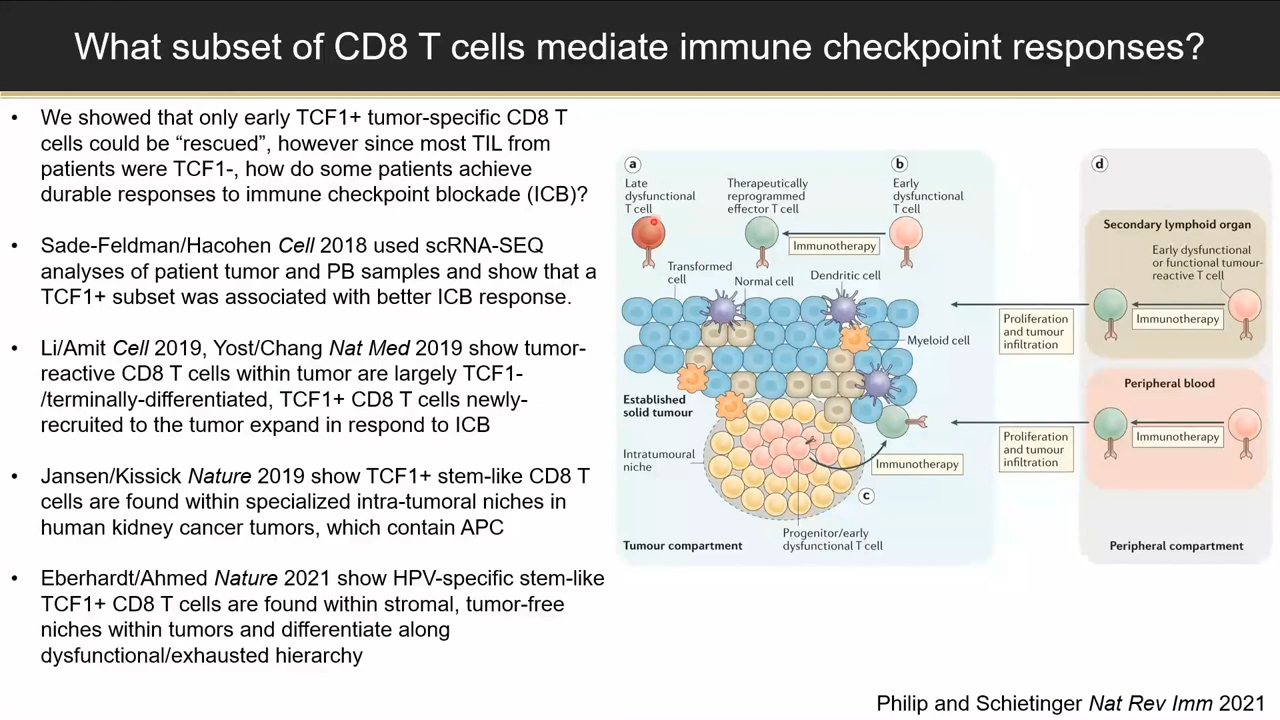 What subset of CD8 T cells mediate immune checkpoint responses?
• We showed that only early TCF1+ tumor-specific CD8 T
cells could be “rescued”, however since most TIL from
patients were TCF1-, how do some patients achieve
durable responses to immune checkpoint blockade (ICB)?
• Sade-Feldman/Hacohen Cell 2018 used scRNA-SEQ
analyses of patient tumor and PB samples and show that a
TCF1+ subset was associated with better ICB response.
• Li/Amit Cell 2019, Yost/Chang Nat Med 2019 show tumor-
reactive CD8 T cells within tumor are largely TCF1-
/terminally-differentiated, TCF1+ CD8 T cells newly-
recruited to the tumor expand in respond to ICB
• Jansen/Kissick Nature 2019 show TCF1+ stem-like CD8 T
cells are found within specialized intra-tumoral niches in
human kidney cancer tumors, which contain APC
• Eberhardt/Ahmed Nature 2021 show HPV-specific stem-like
TCF1+ CD8 T cells are found within stromal, tumor-free
niches within tumors and differentiate along
dysfunctional/exhausted hierarchy
a
Late
dysfunctional
T cell
Therapeutically
reprogrammed
effector T cell
b
Early
dysfunctional
T cell
Immunotherapy
Transformed
cell
Normal cell
Dendritic cell
Myeloid cell
Established
solid tumour
Intratumoural
niche
Immunotherapy
c
Progenitor/early
dysfunctional T cell
Tumour compartment
Proliferation
and tumour
infiltration
Proliferation
and tumour
infiltration
d
Secondary lymphoid organ
Early dysfunctional
or functional tumour-
reactive T cell
Immunotherapy
Peripheral blood
Immunotherapy
Peripheral compartment
Philip and Schietinger Nat Rev Imm 2021